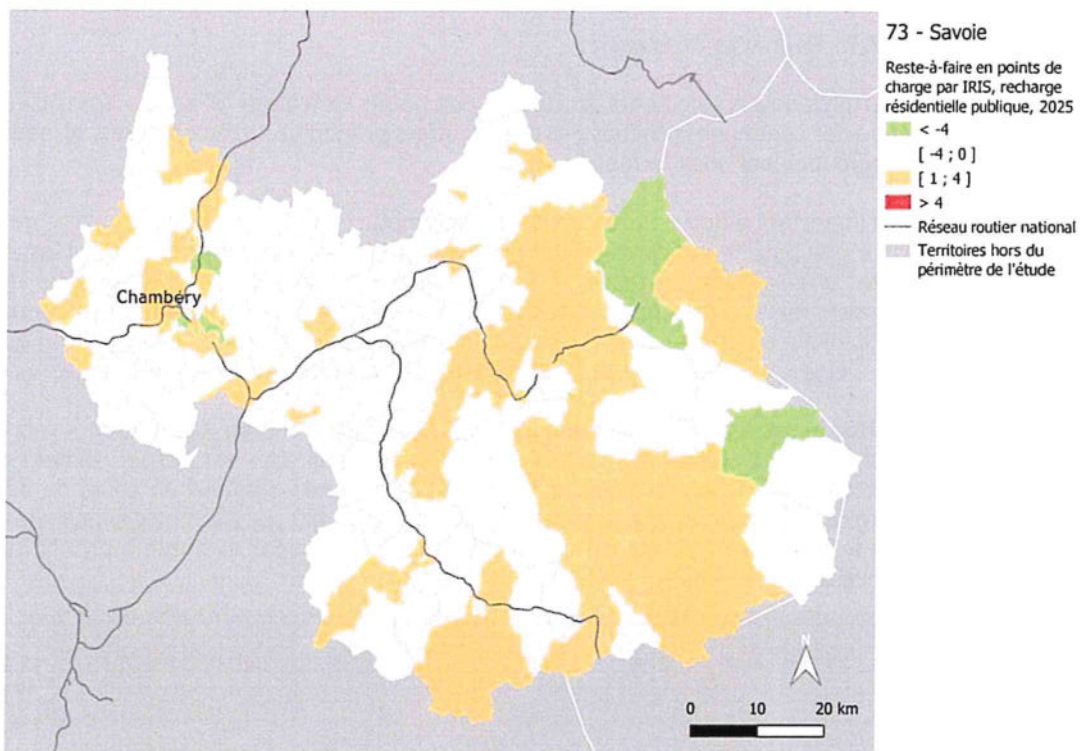 73 - Savoie
Reste-à-faire en points de
charge par IRIS, recharge
résidentielle publique, 2025
< -4
[ -4 ; 0 ]
[ 1 ; 4 ]
> 4
Réseau routier national
Territoires hors du
périmètre de l'étude
Chambéry
N
0 10 20 km